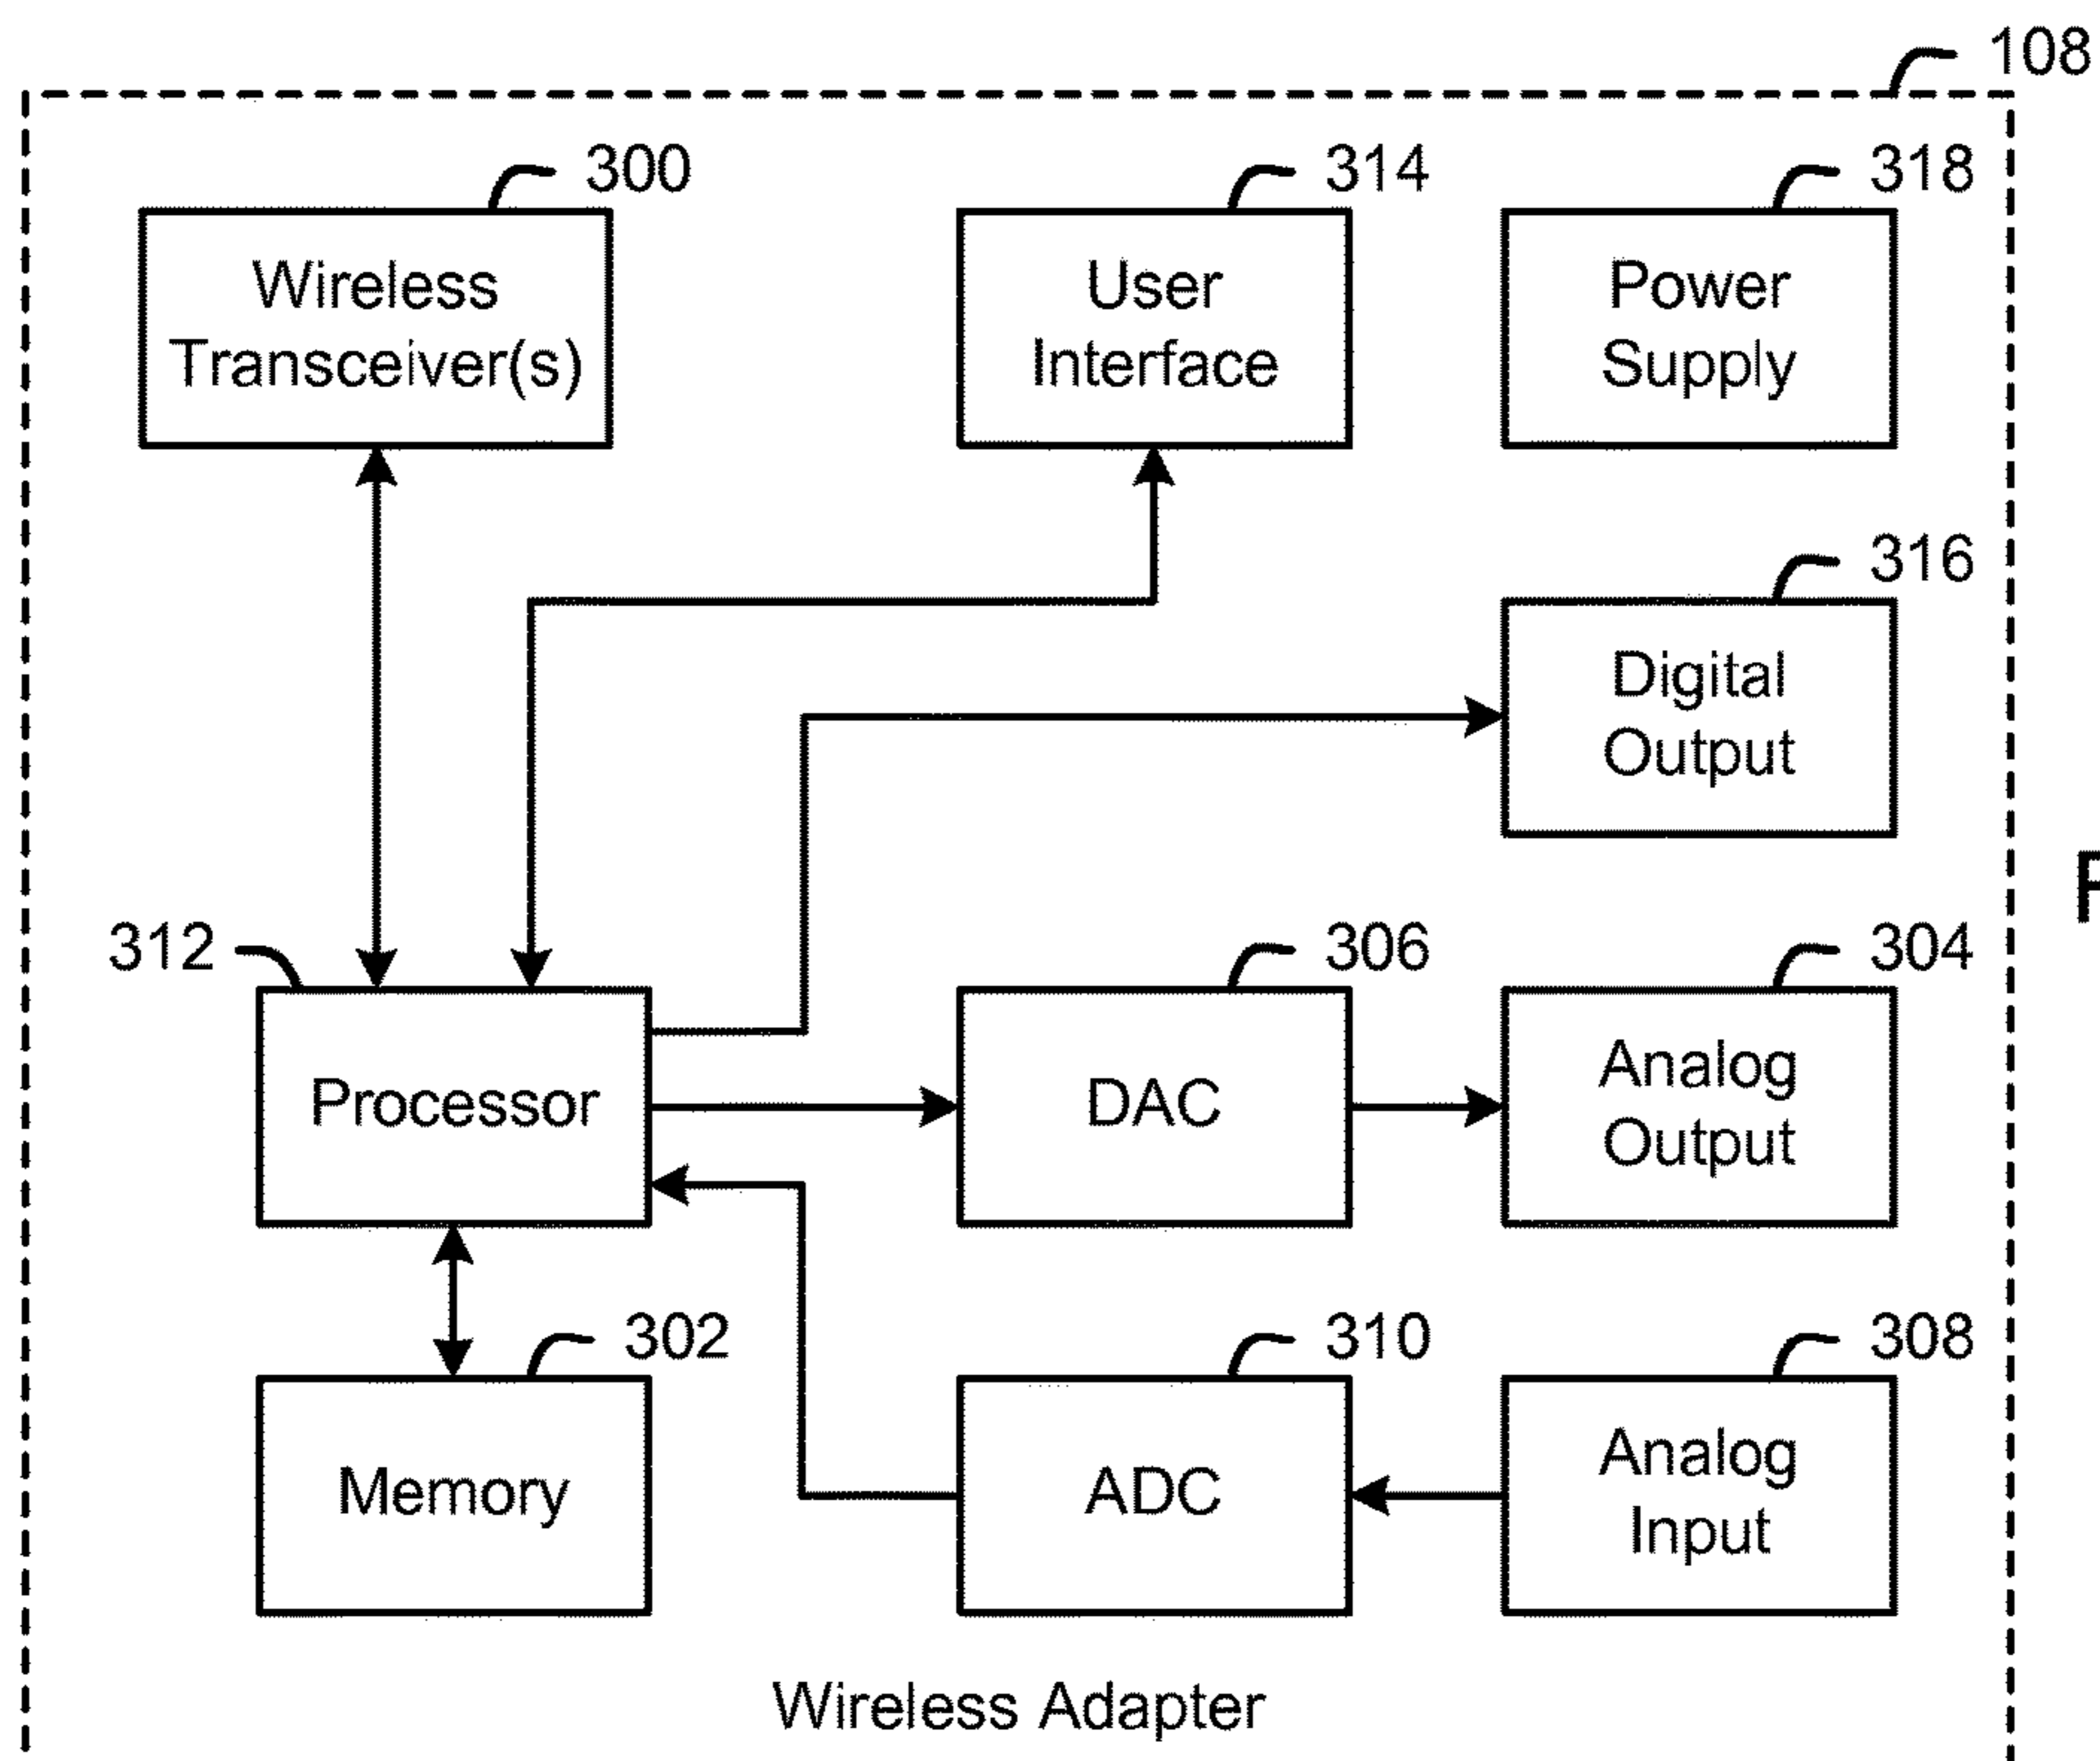 108
300
314
318
Wireless
Transceiver(s)
User
Interface
Power
Supply
316
Digital
Output
312
306
304
Processor
DAC
Analog
Output
302
310
308
Memory
ADC
Analog
Input
Wireless Adapter